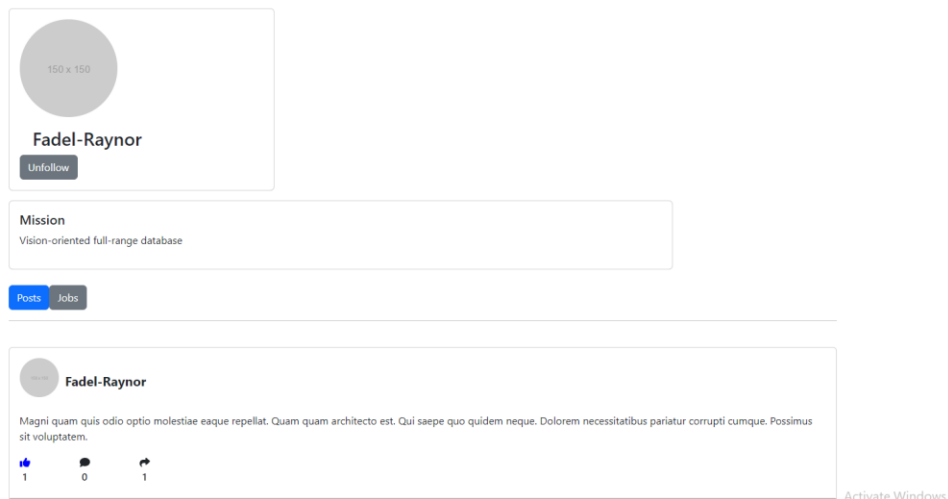 150 x 150
Fadel-Raynor
Unfollow
Mission
Vision-oriented full-range database
Posts Jobs
Fadel-Raynor
Magni quam quis odio optio molestiae eaque repellat. Quam quam architecto est. Qui saepe quo quidem neque. Dolorem necessitatibus pariatur corrupti cumque. Possimus
sit voluptatem.
1 0 1
Activate Windows